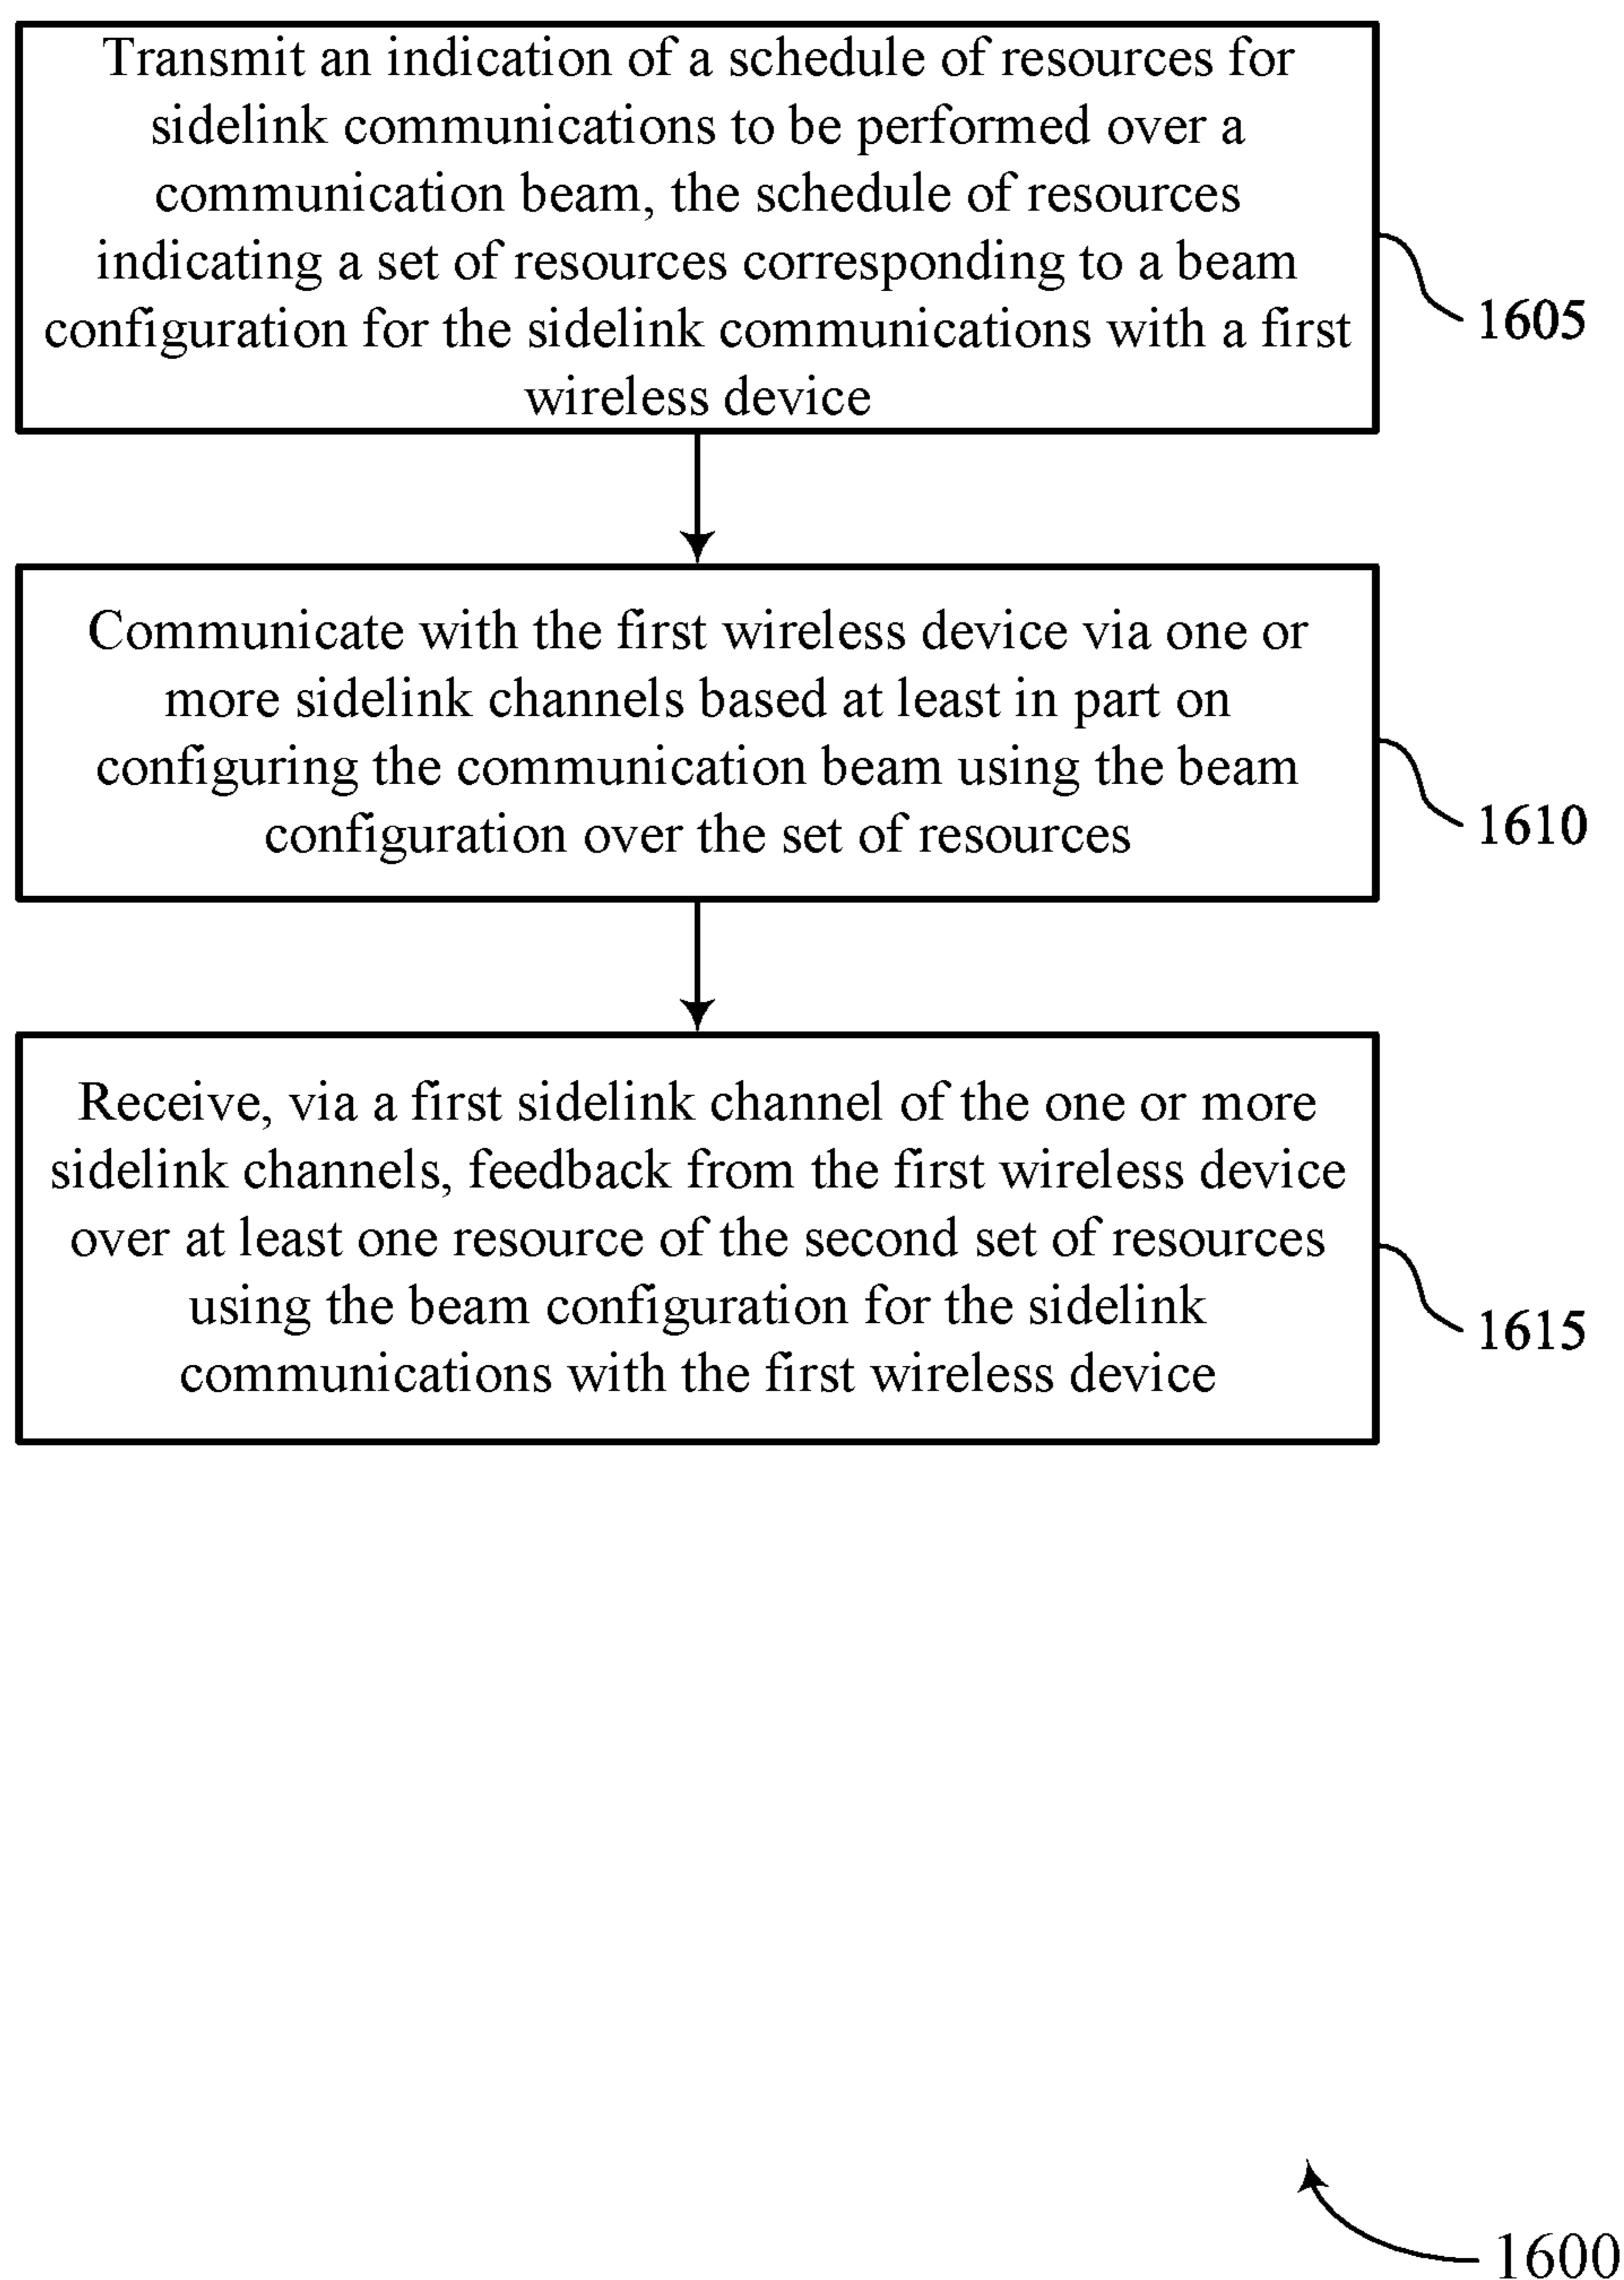 Transmit an indication of a schedule of resources for
sidelink communications to be performed over a
communication beam, the schedule of resources
indicating a set of resources corresponding to a beam
configuration for the sidelink communications with a first
wireless device
1605
Communicate with the first wireless device via one or
more sidelink channels based at least in part on
configuring the communication beam using the beam
configuration over the set of resources
1610
Receive, via a first sidelink channel of the one or more
sidelink channels, feedback from the first wireless device
over at least one resource of the second set of resources
using the beam configuration for the sidelink
communications with the first wireless device
1615
1600